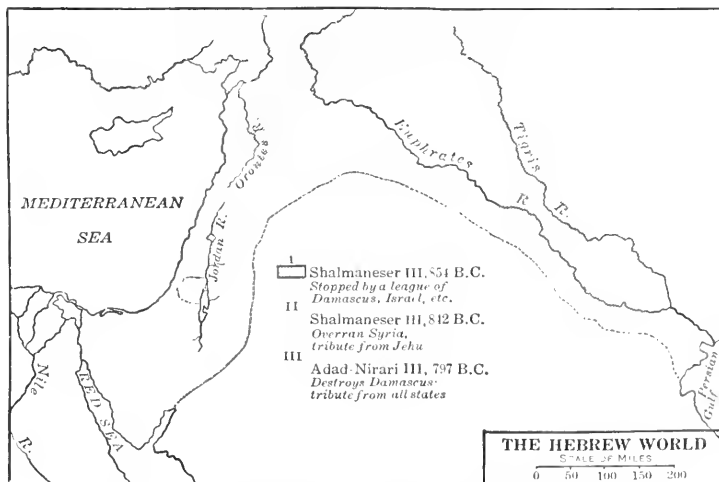 Euphrates
R.
Tigris
R.
Orontes R.
MEDITERRANEAN
SEA
Jordan R.
I
Shalmaneser III, 854 B.C.
Stopped by a league of
Damascus, Israel, etc.
II
Shalmaneser III, 842 B.C.
Overran Syria,
tribute from Jehu
III
Adad-Nirari III, 797 B.C.
Destroys Damascus-
tribute from all states
Nile
R.
RED SEA
Persian
Gulf
THE HEBREW WORLD
SCALE OF MILES
0 50 100 150 200